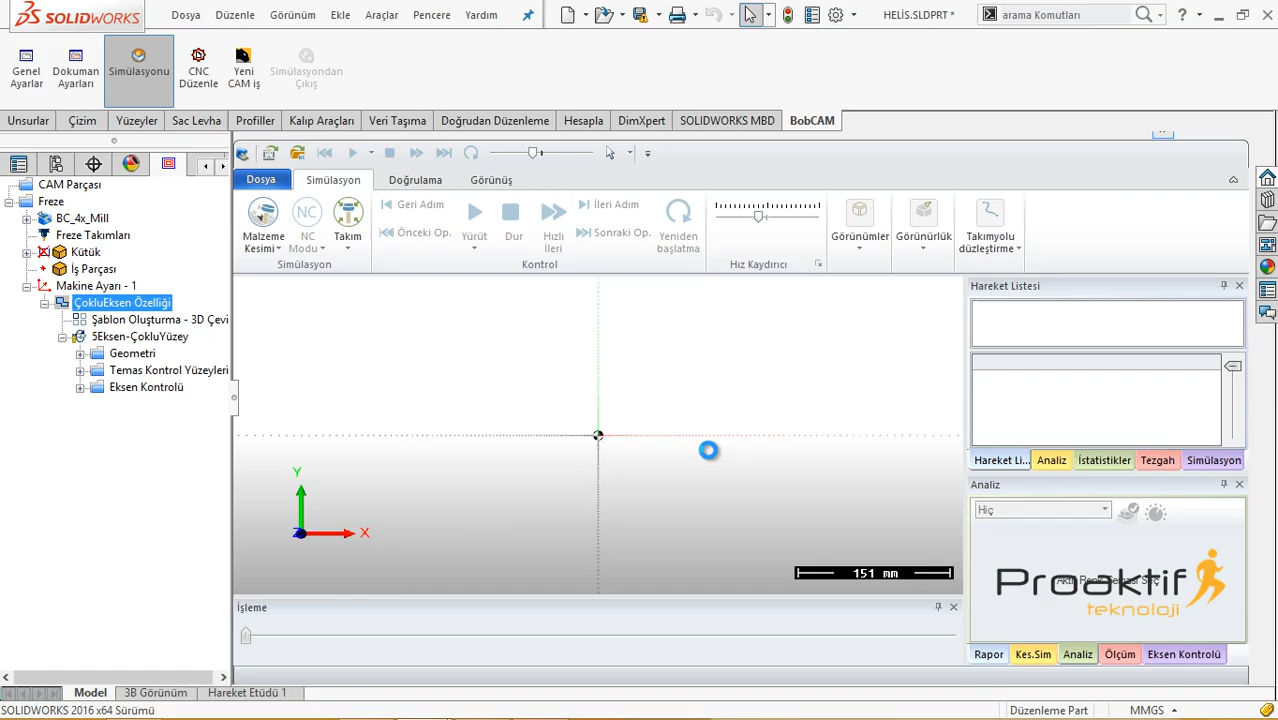 SOLIDWORKS
Dosya Düzenle Görünüm Ekle Araçlar Pencere Yardım
HELİS.SLDPRT
arama Komutları
Genel Ayarlar
Dokuman Ayarları
Simülasyonu
CNC Düzenle
Yeni CAM iş
Simülasyondan Çıkış
Unsurlar Çizim Yüzeyler Sac Levha Profiller Kalıp Araçları Veri Taşıma Doğrudan Düzenleme Hesapla DimXpert SOLIDWORKS MBD BobCAM
Dosya Simülasyon Doğrulama Görünüş
Malzeme Kesimi
NC Modu
Takım
Simülasyon
Geri Adım
Önceki Op.
Yürüt
Dur
Hızlı İleri
İleri Adım
Sonraki Op.
Yeniden başlatma
Kontrol
Hız Kaydırıcı
Görünümler
Görünürlük
Takımyolu düzleştirme
CAM Parçası
Freze
BC_4x_Mill
Freze Takımları
Kütük
İş Parçası
Makine Ayarı - 1
ÇokluEksen Özelliği
Şablon Oluşturma - 3D Çevi
5Eksen-ÇokluYüzey
Geometri
Temas Kontrol Yüzeyleri
Eksen Kontrolü
Y
X
Z
151 mm
Hareket Listesi
Hareket Li... Analiz İstatistikler Tezgah Simülasyon
Analiz
Hiç
Proaktif
teknoloji
Rapor Kes.Sim Analiz Ölçüm Eksen Kontrolü
İşleme
Model 3B Görünüm Hareket Etüdü 1
SOLIDWORKS 2016 x64 Sürümü
Düzenleme Part
MMGS